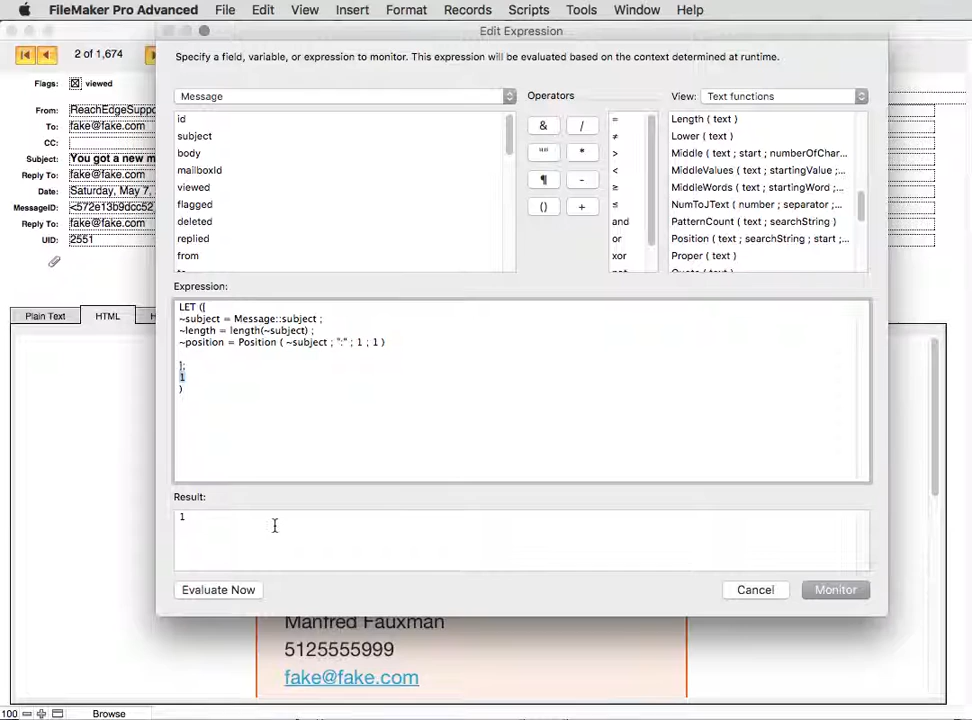 FileMaker Pro Advanced File Edit View Insert Format Records Scripts Tools Window Help
Edit Expression
2 of 1,674
Specify a field, variable, or expression to monitor. This expression will be evaluated based on the context determined at runtime.
Flags: viewed
Message
Operators
View: Text functions
From: ReachEdgeSuppo
To: fake@fake.com
CC:
Subject: You got a new m
Reply To: fake@fake.com
Date: Saturday, May 7,
MessageID: <572e13b9dcc52
Reply To: fake@fake.com
UID: 2551
id
subject
body
mailboxId
viewed
flagged
deleted
replied
from
& /
"" *
¶ -
() +
=
≠
>
<
≥
≤
and
or
xor
Length ( text )
Lower ( text )
Middle ( text ; start ; numberOfChar...
MiddleValues ( text ; startingValue ;...
MiddleWords ( text ; startingWord ;...
NumToJText ( number ; separator ;...
PatternCount ( text ; searchString )
Position ( text ; searchString ; start ;...
Proper ( text )
Expression:
Plain Text HTML H
LET ([
~subject = Message::subject ;
~length = length(~subject) ;
~position = Position ( ~subject ; ":" ; 1 ; 1 )
];
1
)
Result:
1
Evaluate Now Cancel Monitor
Manfred Fauxman
5125555999
fake@fake.com
100 Browse